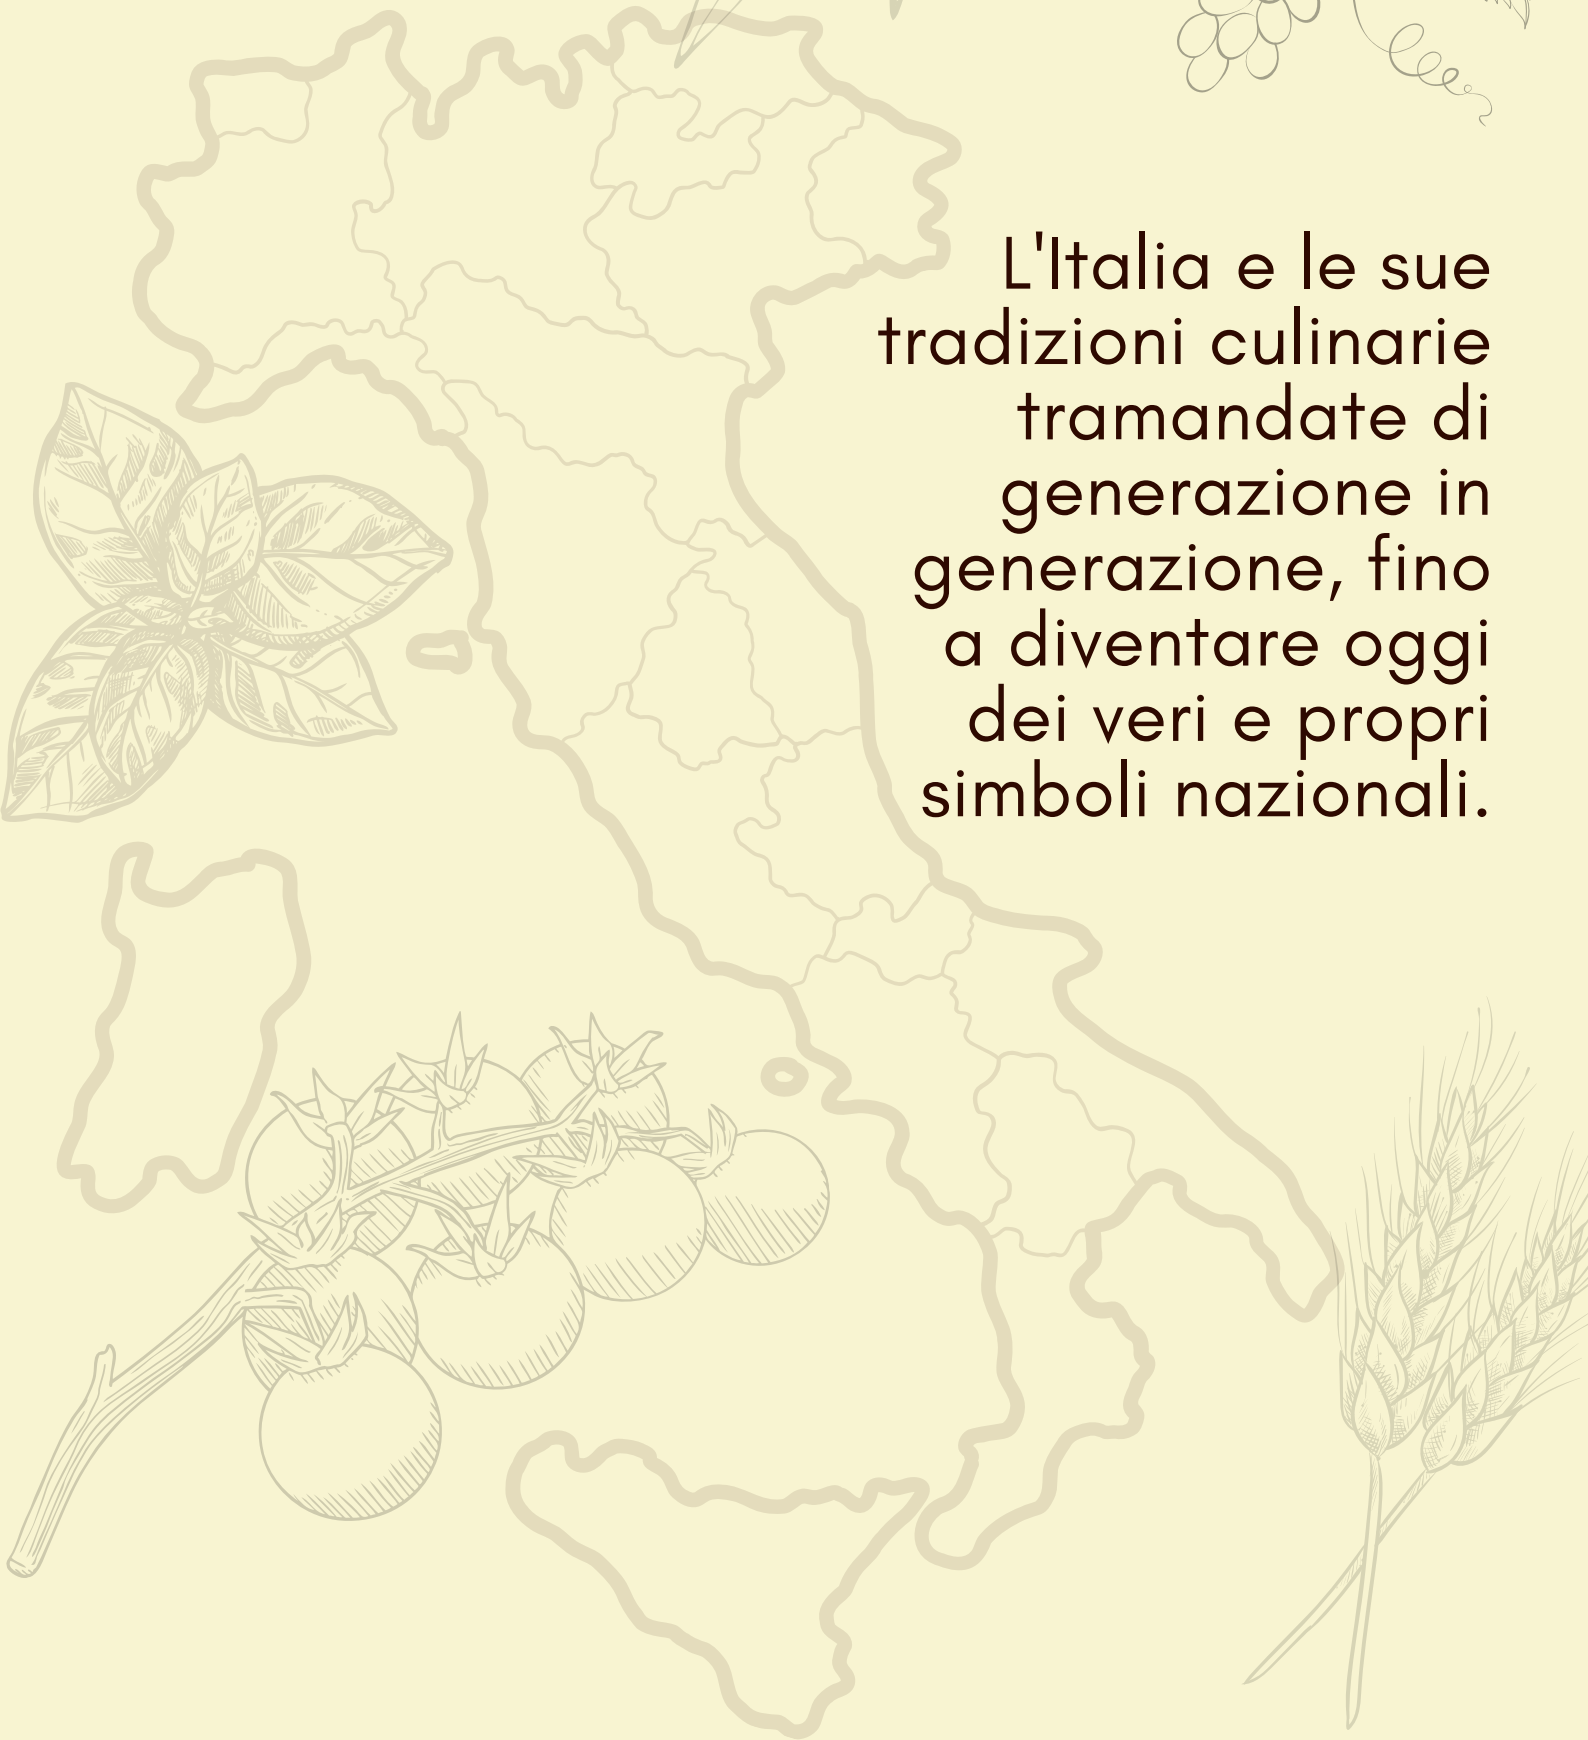 L'Italia e le sue
tradizioni culinarie
tramandate di
generazione in
generazione, fino
a diventare oggi
dei veri e propri
simboli nazionali.